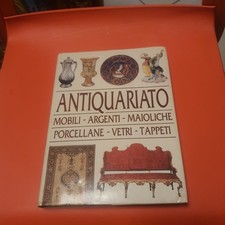 ANTIQUARIATO
MOBILI - ARGENTI - MAIOLICHE
PORCELLANE - VETRI - TAPPETI